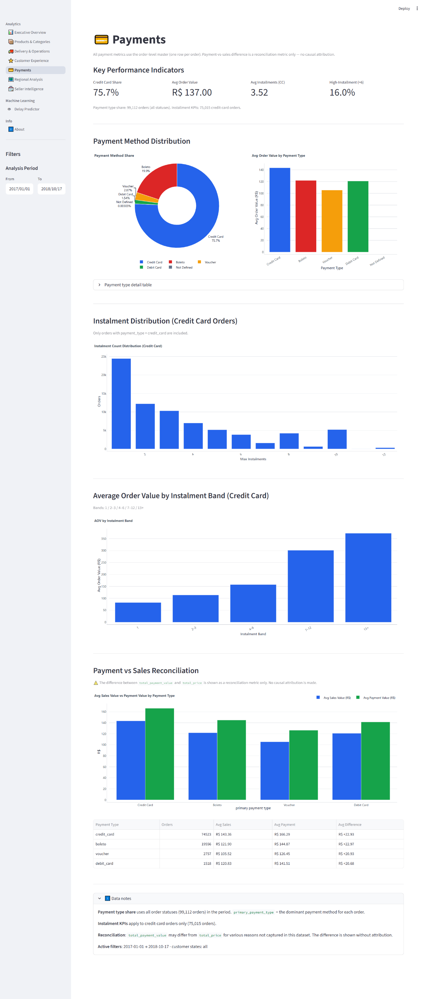 Deploy
Analytics
Executive Overview
Products & Categories
Delivery & Operations
Customer Experience
Payments
Regional Analysis
Seller Intelligence
Machine Learning
Delay Predictor
Info
About
Filters
Analysis Period
From
To
2017/01/01
2018/10/17
Payments
All payment metrics use the order-level master (one row per order). Payment-vs-sales difference is a reconciliation metric only — no causal attribution.
Key Performance Indicators
Credit Card Share
75.7%
Avg Order Value
R$ 137.00
Avg Installments (CC)
3.52
High-Installment (>6)
16.0%
Payment type share: 99,112 orders (all statuses). Installment KPIs: 75,015 credit-card orders.
Payment Method Distribution
Payment Method Share
Boleto
19.9%
Voucher
2.87%
Debit Card
1.54%
Not Defined
0.00303%
Credit Card
75.7%
Credit Card
Boleto
Voucher
Debit Card
Not Defined
Avg Order Value by Payment Type
Avg Order Value (R$)
140
120
100
80
60
40
20
0
Credit Card
Boleto
Voucher
Debit Card
Not Defined
Payment Type
Payment type detail table
Instalment Distribution (Credit Card Orders)
Only orders with payment_type = credit_card are included.
Instalment Count Distribution (Credit Card)
Orders
25k
20k
15k
10k
5k
0
2
4
6
8
10
12
Max Instalments
Average Order Value by Instalment Band (Credit Card)
Bands: 1 / 2–3 / 4–6 / 7–12 / 13+
AOV by Instalment Band
Avg Order Value (R$)
350
300
250
200
150
100
50
0
1
2–3
4–6
7–12
13+
Instalment Band
Payment vs Sales Reconciliation
The difference between total_payment_value and total_price is shown as a reconciliation metric only. No causal attribution is made.
Avg Sales Value vs Payment Value by Payment Type
Avg Sales Value (R$)
Avg Payment Value (R$)
R$
160
140
120
100
80
60
40
20
0
Credit Card
Boleto
Voucher
Debit Card
primary payment type
Payment Type Orders Avg Sales Avg Payment Avg Difference
credit_card 74523 R$ 143.36 R$ 166.29 R$ +22.93
boleto 19556 R$ 121.90 R$ 144.87 R$ +22.97
voucher 2757 R$ 105.52 R$ 126.45 R$ +20.93
debit_card 1518 R$ 120.83 R$ 141.51 R$ +20.68
Data notes
Payment type share uses all order statuses (99,112 orders) in the period. primary_payment_type = the dominant payment method for each order.
Instalment KPIs apply to credit-card orders only (75,015 orders).
Reconciliation: total_payment_value may differ from total_price for various reasons not captured in this dataset. The difference is shown without attribution.
Active filters: 2017-01-01 → 2018-10-17 · customer states: all